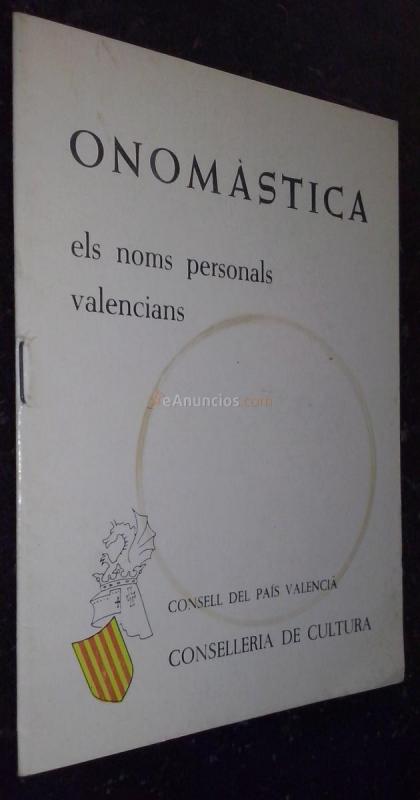 ONOMÀSTICA
els noms personals
valencians
eAnuncios.com
CONSELL DEL PAÍS VALENCIÀ
CONSELLERIA DE CULTURA